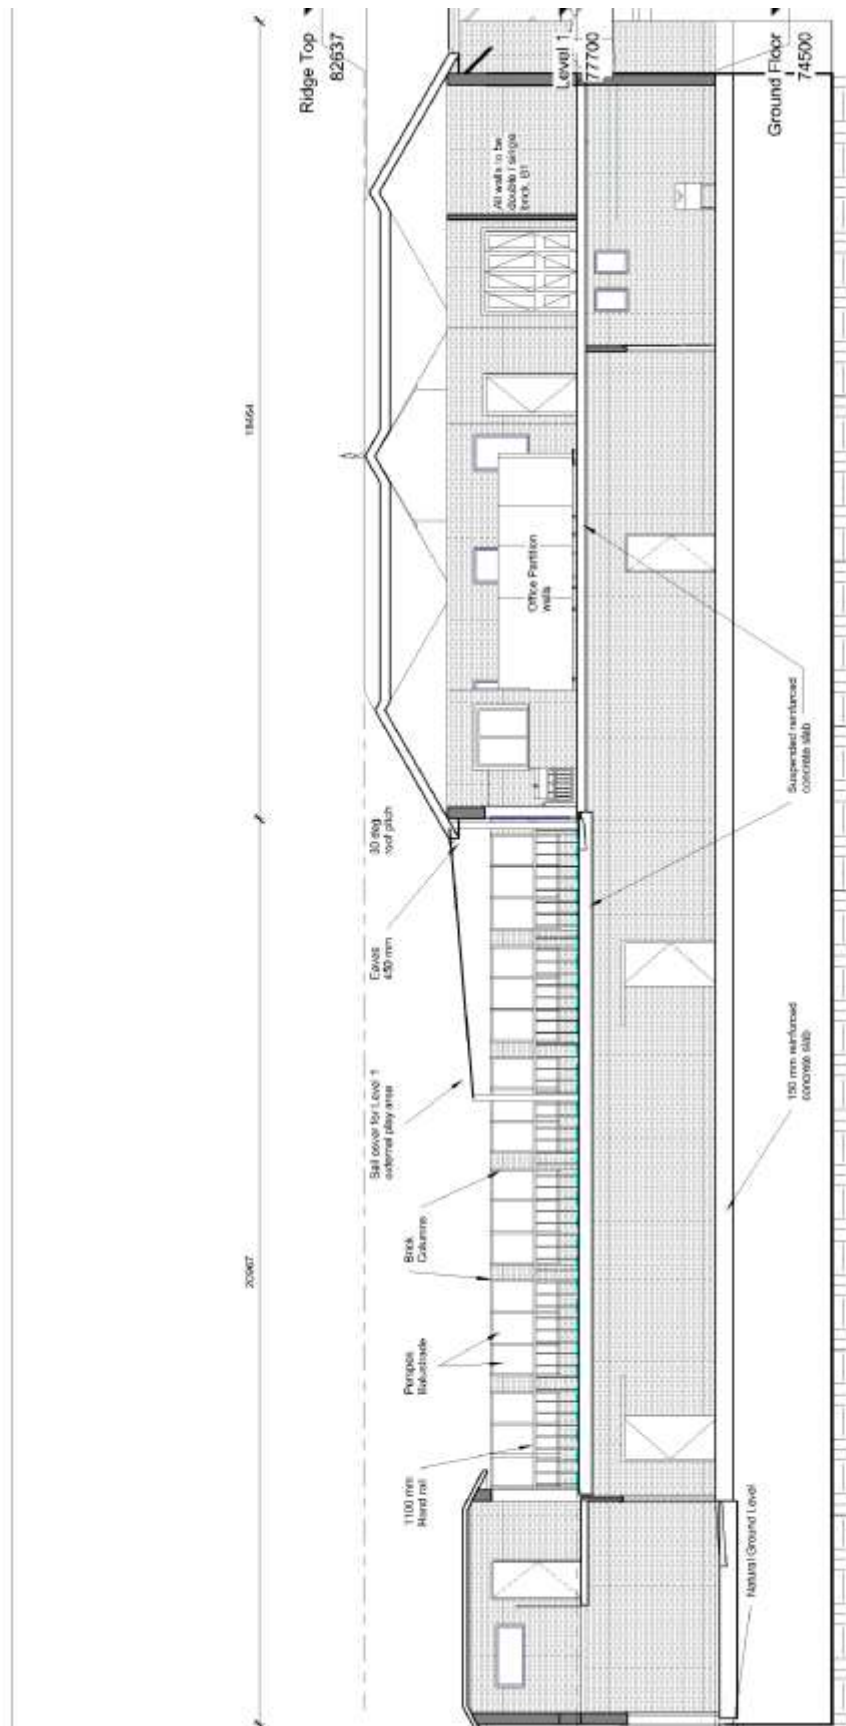 Ridge Top
82637
Level 1
77700
Ground Floor
74500
All walls to be
double / single
brick, B1
18464
Office Partition
walls
Suspended reinforced
concrete slab
30 deg
roof pitch
Eaves
450 mm
150 mm reinforced
concrete slab
Sail cover for Level 1
external play area
Brick
Columns
20967
Perspex
Balustrade
1100 mm
Hand rail
Natural Ground Level